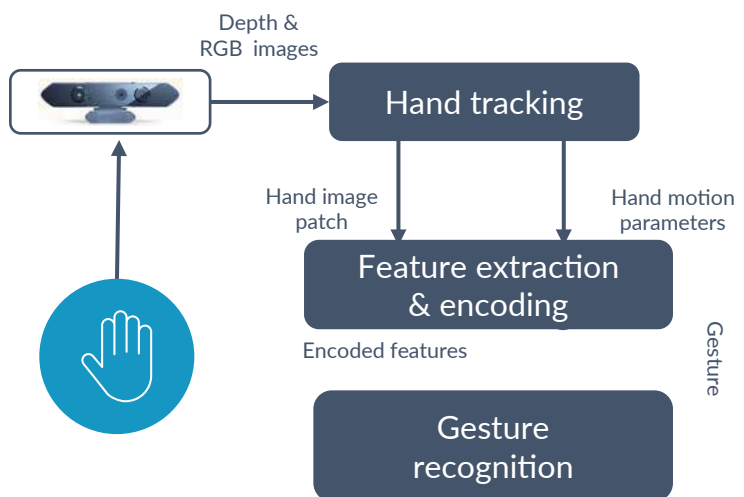 Depth &
RGB images
Hand tracking
Hand image
patch
Hand motion
parameters
Feature extraction
& encoding
Encoded features
Gesture
Gesture
recognition